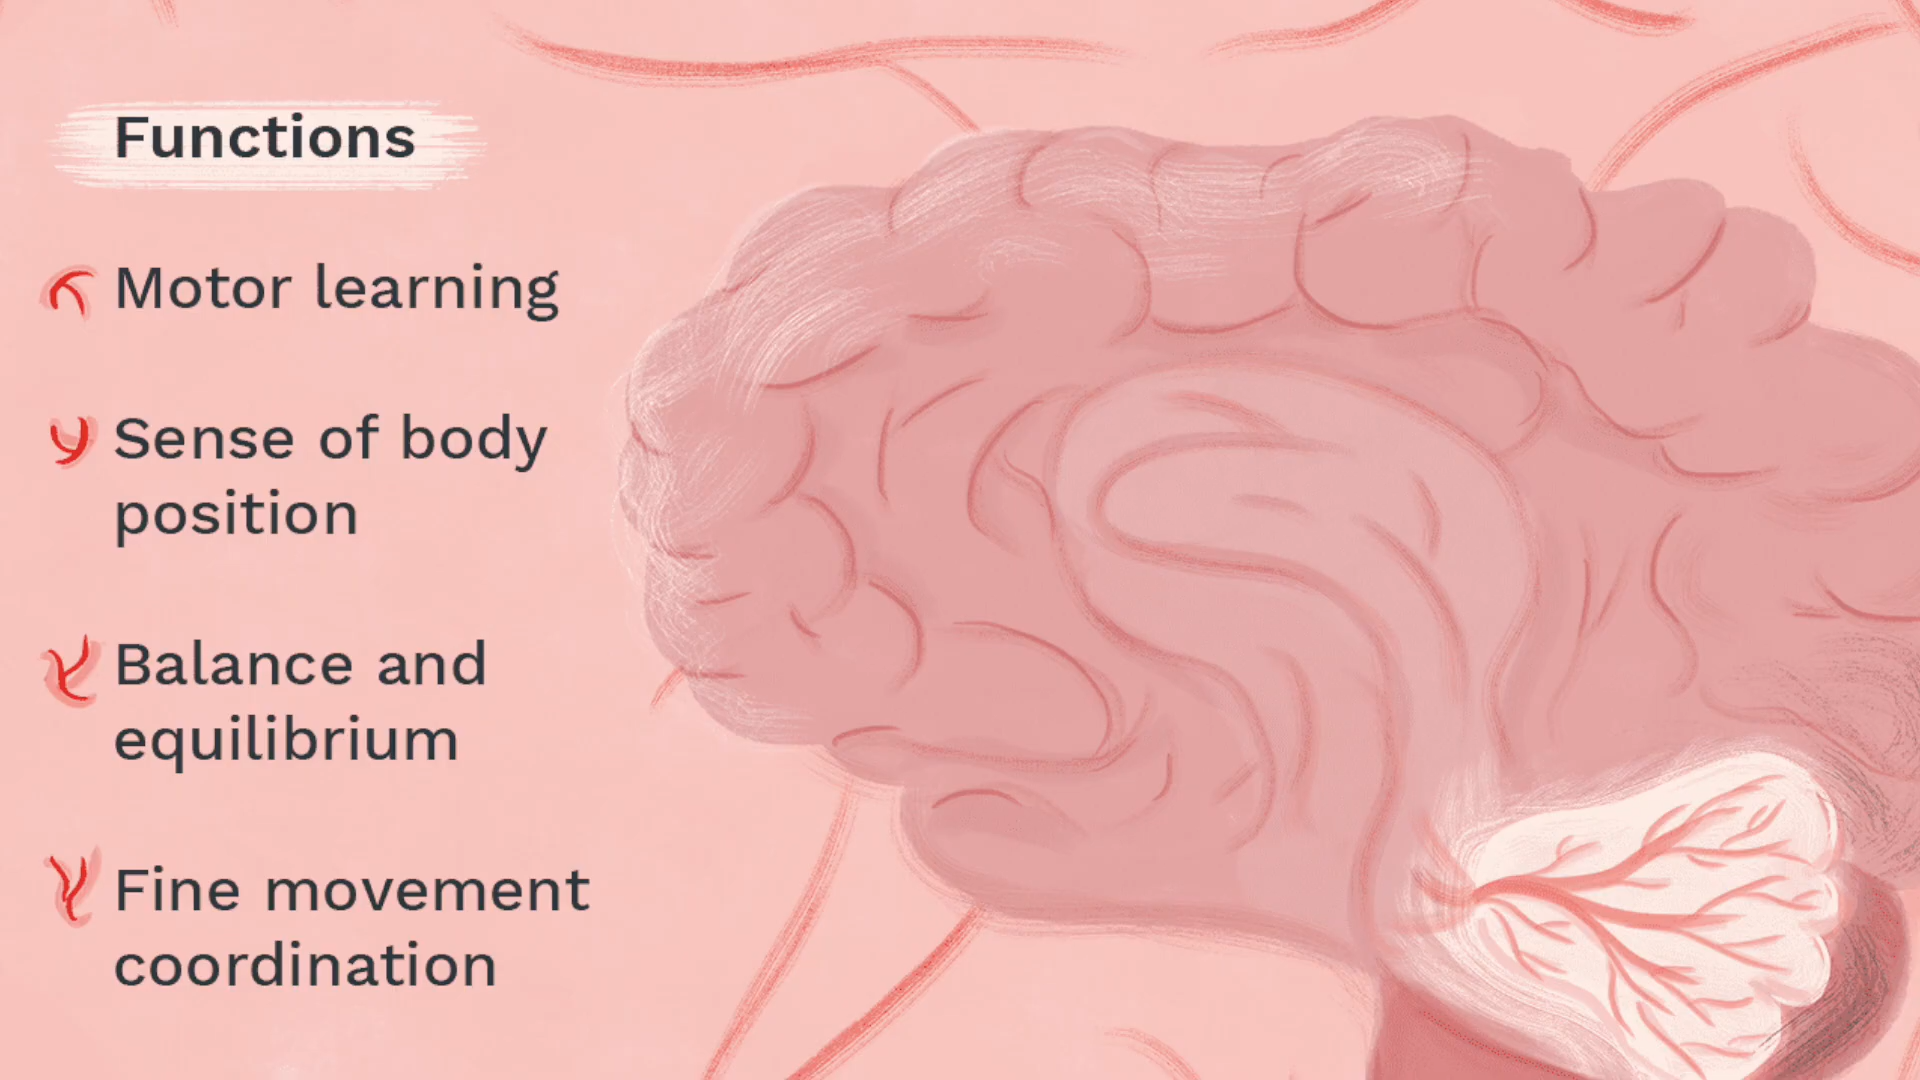 Functions
Motor learning
Sense of body
position
Balance and
equilibrium
Fine movement
coordination